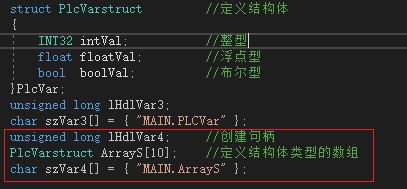 struct PlcVarstruct //定义结构体
{
INT32 intVal; //整型
float floatVal; //浮点型
bool boolVal; //布尔型
}PlcVar;
unsigned long lHdlVar3;
char szVar3[] = { "MAIN.PLCVar" };
unsigned long lHdlVar4; //创建句柄
PlcVarstruct ArrayS[10]; //定义结构体类型的数组
char szVar4[] = { "MAIN.ArrayS" };